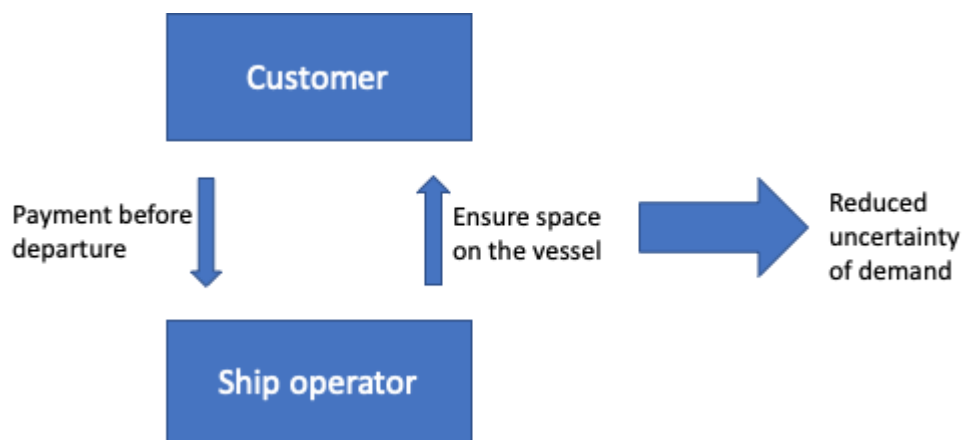 Customer
Payment before
departure
Ensure space
on the vessel
Reduced
uncertainty
of demand
Ship operator